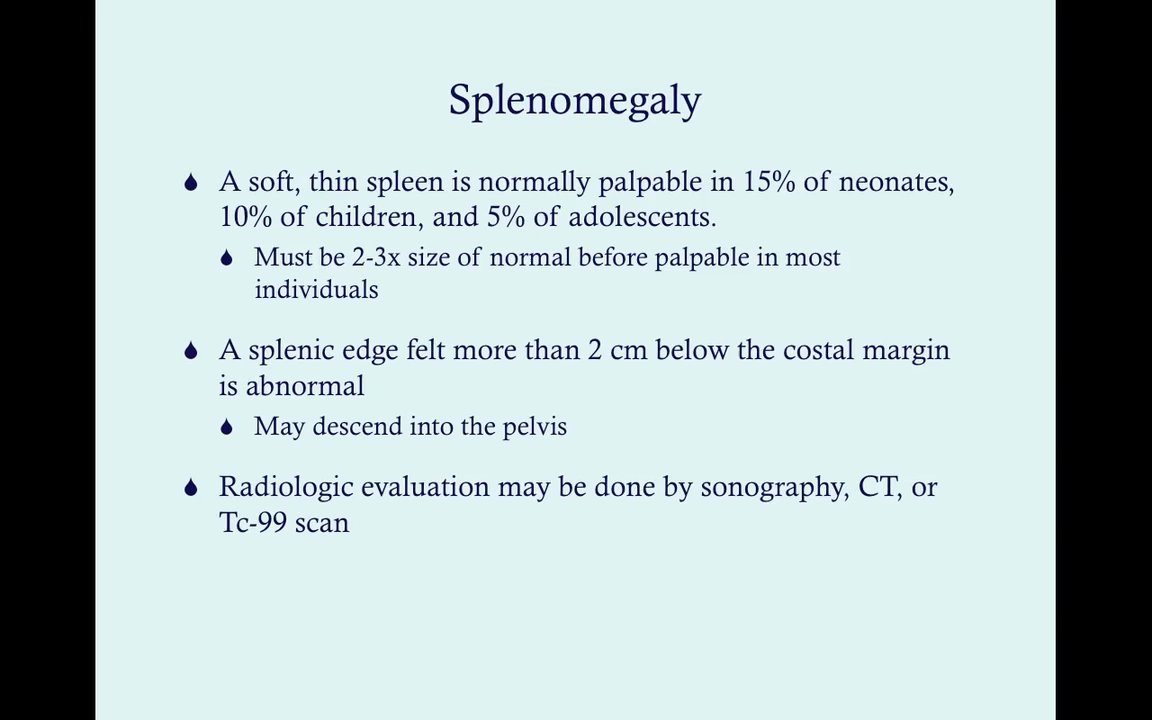 Splenomegaly
A soft, thin spleen is normally palpable in 15% of neonates,
10% of children, and 5% of adolescents.
Must be 2-3x size of normal before palpable in most
individuals
A splenic edge felt more than 2 cm below the costal margin
is abnormal
May descend into the pelvis
Radiologic evaluation may be done by sonography, CT, or
Tc-99 scan